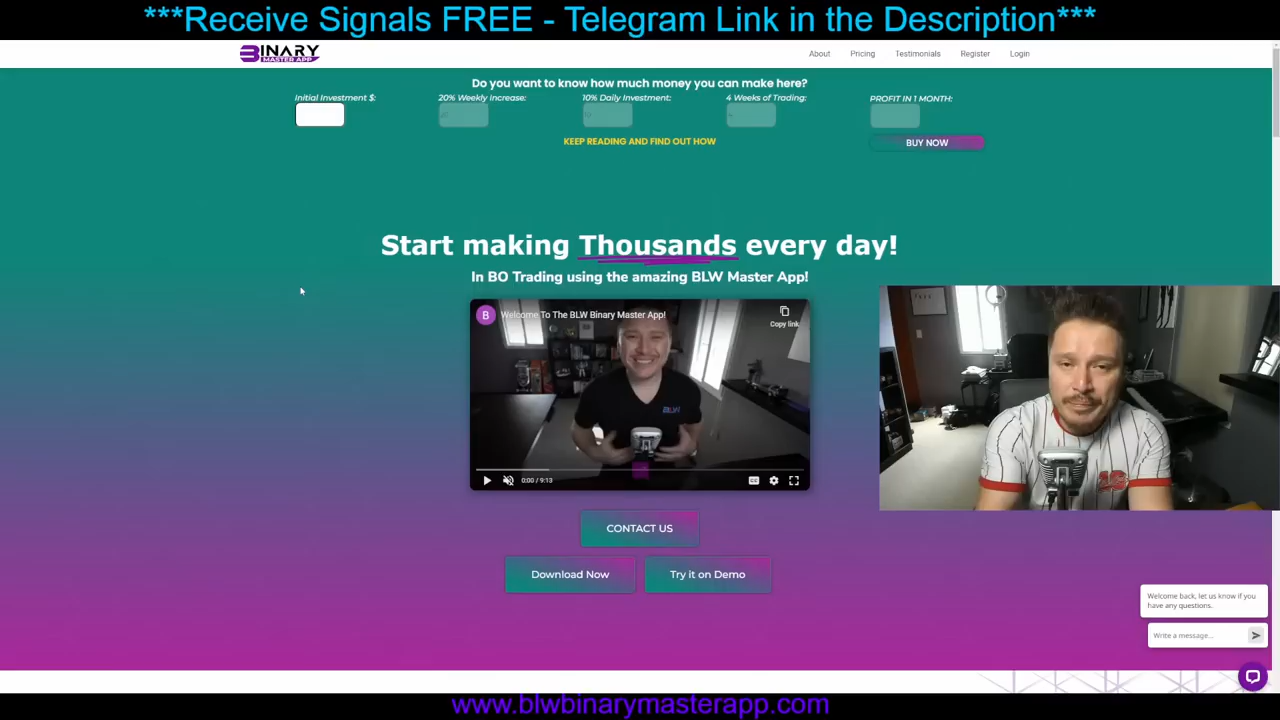 ***Receive Signals FREE - Telegram Link in the Description***
BINARY
MASTER APP
About Pricing Testimonials Register Login
Do you want to know how much money you can make here?
Initial Investment $: 20% Weekly Increase: 10% Daily Investment: 4 Weeks of Trading: PROFIT IN 1 MONTH:
KEEP READING AND FIND OUT HOW
BUY NOW
Start making Thousands every day!
In BO Trading using the amazing BLW Master App!
B Welcome To The BLW Binary Master App!
Copy link
BLW
0:00 / 9:13
CONTACT US
Download Now Try it on Demo
Welcome back, let us know if you
have any questions.
Write a message...
www.blwbinarymasterapp.com